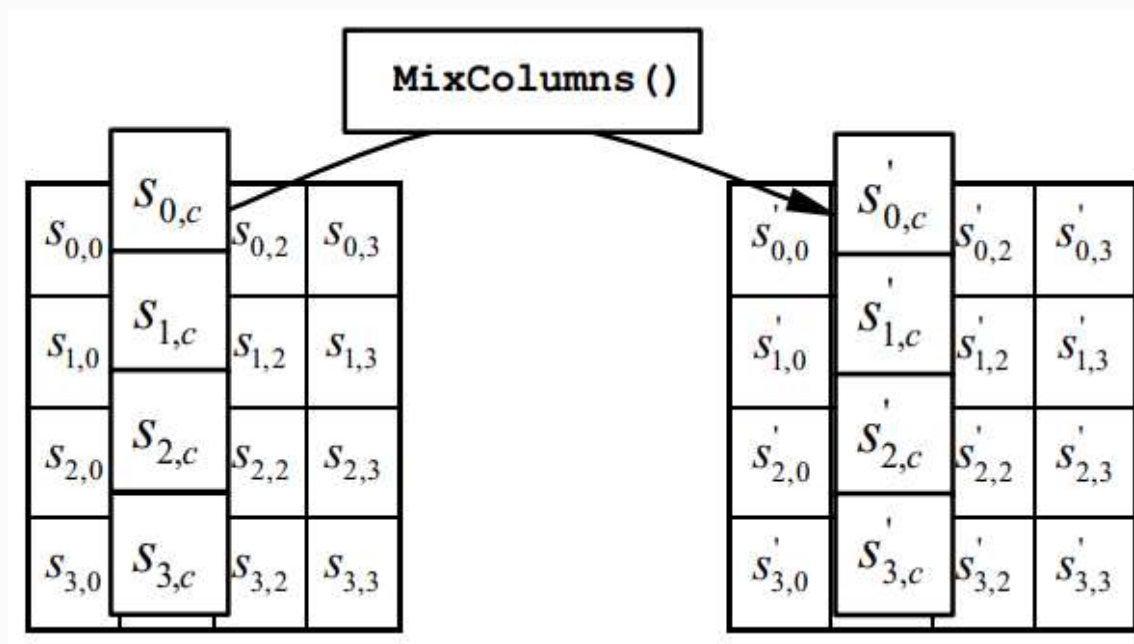 MixColumns()
s0,c s'0,c
s0,0 s0,2 s0,3 s'0,0 s'0,2 s'0,3
s1,c s'1,c
s1,0 s1,2 s1,3 s'1,0 s'1,2 s'1,3
s2,c s'2,c
s2,0 s2,2 s2,3 s'2,0 s'2,2 s'2,3
s3,c s'3,c
s3,0 s3,2 s3,3 s'3,0 s'3,2 s'3,3